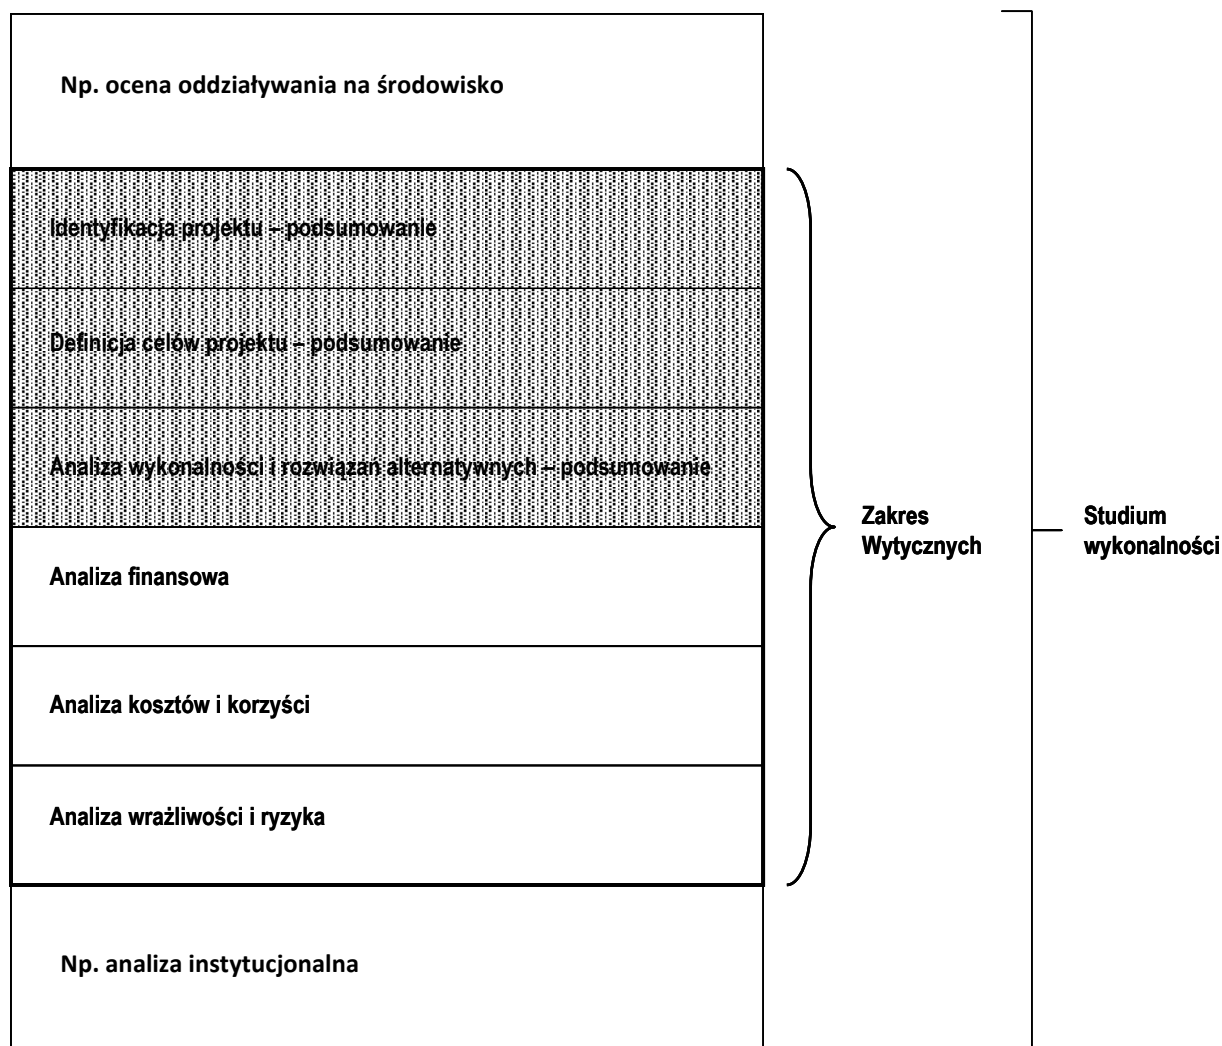 Np. ocena oddziaływania na środowisko
Identyfikacja projektu – podsumowanie
Definicja celów projektu – podsumowanie
Analiza wykonalności i rozwiązań alternatywnych – podsumowanie
Analiza finansowa
Analiza kosztów i korzyści
Analiza wrażliwości i ryzyka
Np. analiza instytucjonalna
Zakres
Wytycznych
Studium
wykonalności